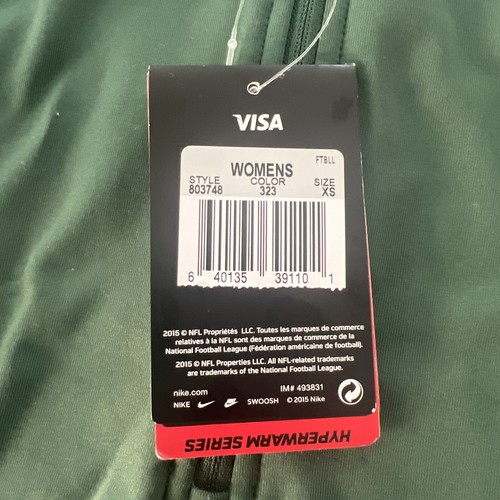 VISA
WOMENS FTBLL
STYLE COLOR SIZE
803748 323 XS
6 40135 39110 1
2015 © NFL Propriétés LLC. Toutes les marques de commerce
relatives à la NFL sont des marques de commerce de la
National Football League (Fédération américaine de football).
2015 © NFL Properties LLC. All NFL-related trademarks
are trademarks of the National Football League.
nike.com IM# 493831
NIKE SWOOSH © 2015 Nike
HYPERWARM SERIES